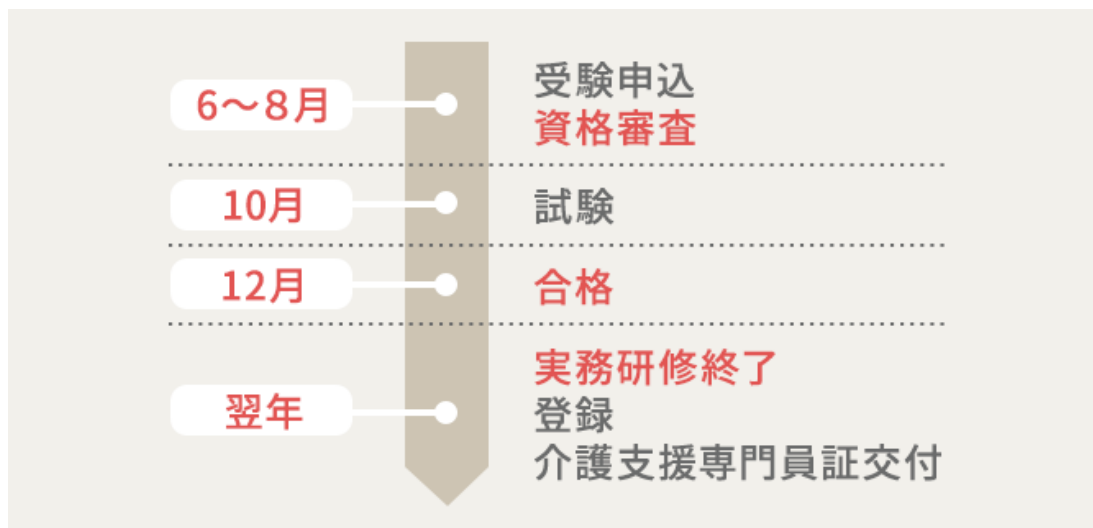 6〜８月
受験申込
資格審査
10月
試験
12月
合格
翌年
実務研修終了
登録
介護支援専門員証交付